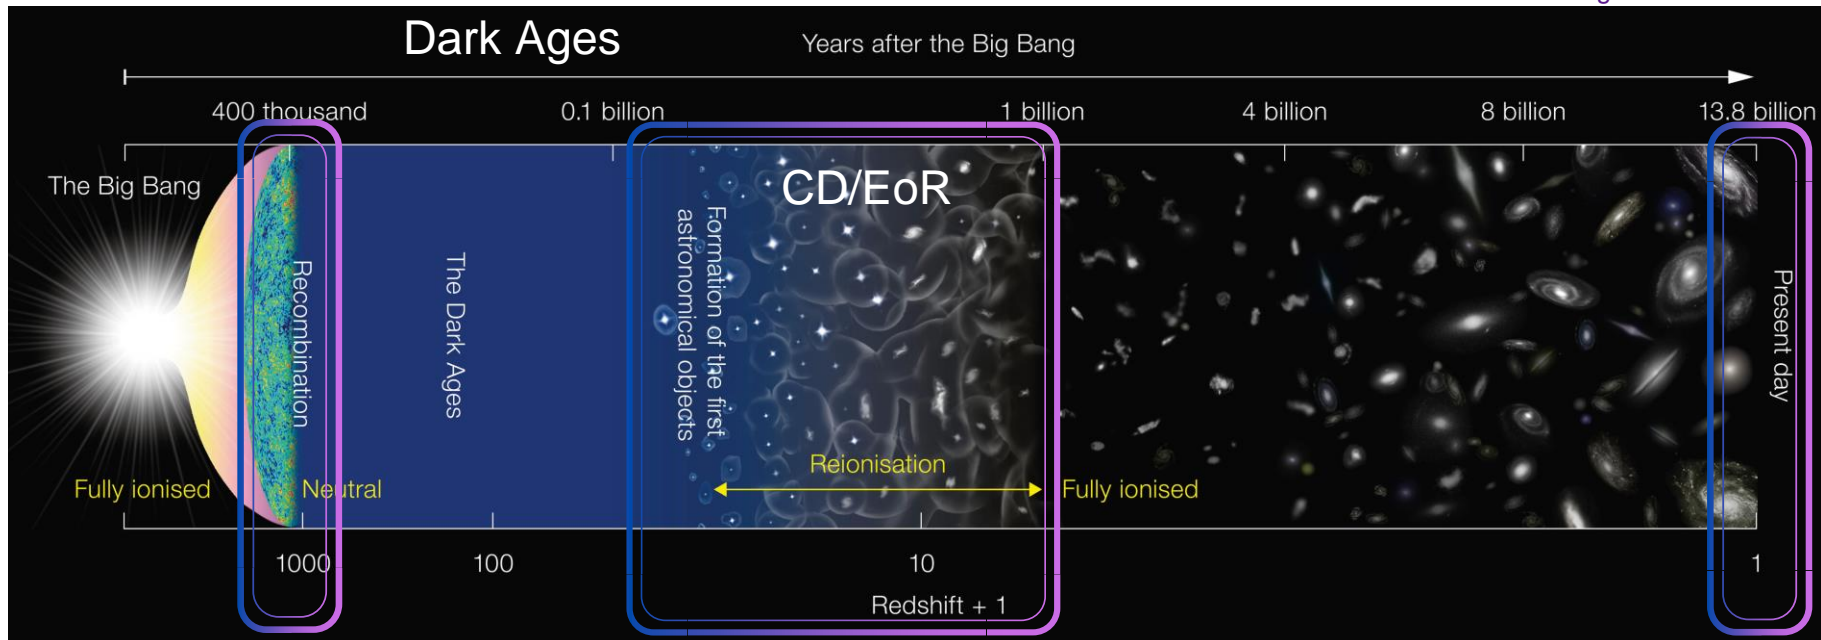 Dark Ages
Years after the Big Bang
400 thousand
0.1 billion
1 billion
4 billion
8 billion
13.8 billion
The Big Bang
CD/EoR
Recombination
The Dark Ages
Formation of the first
astronomical objects
Present day
Reionisation
Fully ionised
Neutral
Fully ionised
1000
100
10
1
Redshift + 1